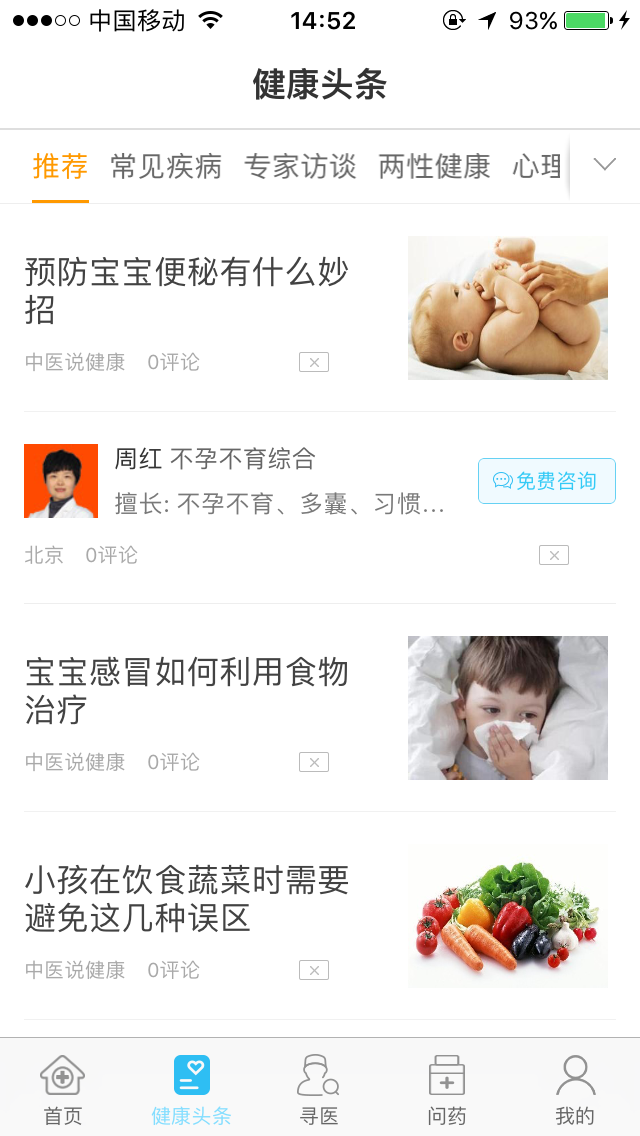 中国移动 14:52 93%
健康头条
推荐 常见疾病 专家访谈 两性健康 心理
预防宝宝便秘有什么妙
招
中医说健康 0评论
周红 不孕不育综合
擅长: 不孕不育、多囊、习惯...
免费咨询
北京 0评论
宝宝感冒如何利用食物
治疗
中医说健康 0评论
小孩在饮食蔬菜时需要
避免这几种误区
中医说健康 0评论
首页 健康头条 寻医 问药 我的